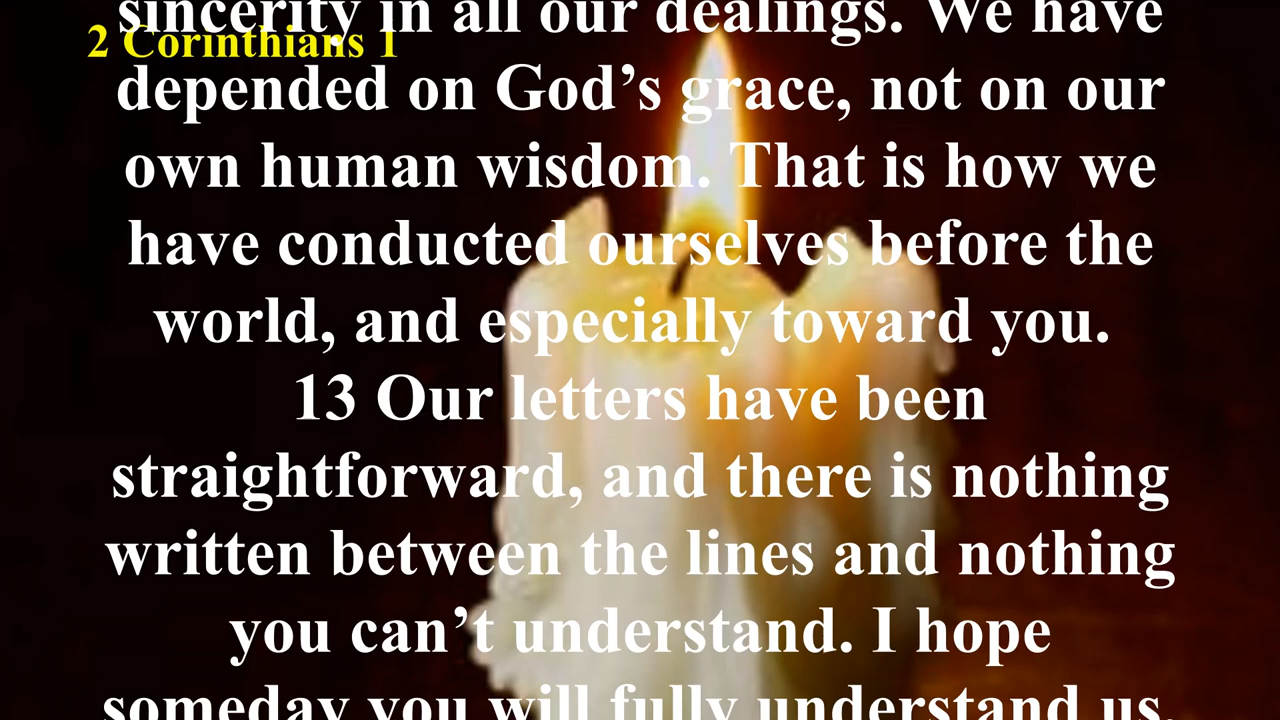 sincerity in all our dealings. We have
2 Corinthians 1
depended on God’s grace, not on our
own human wisdom. That is how we
have conducted ourselves before the
world, and especially toward you.
13 Our letters have been
straightforward, and there is nothing
written between the lines and nothing
you can’t understand. I hope
someday you will fully understand us,